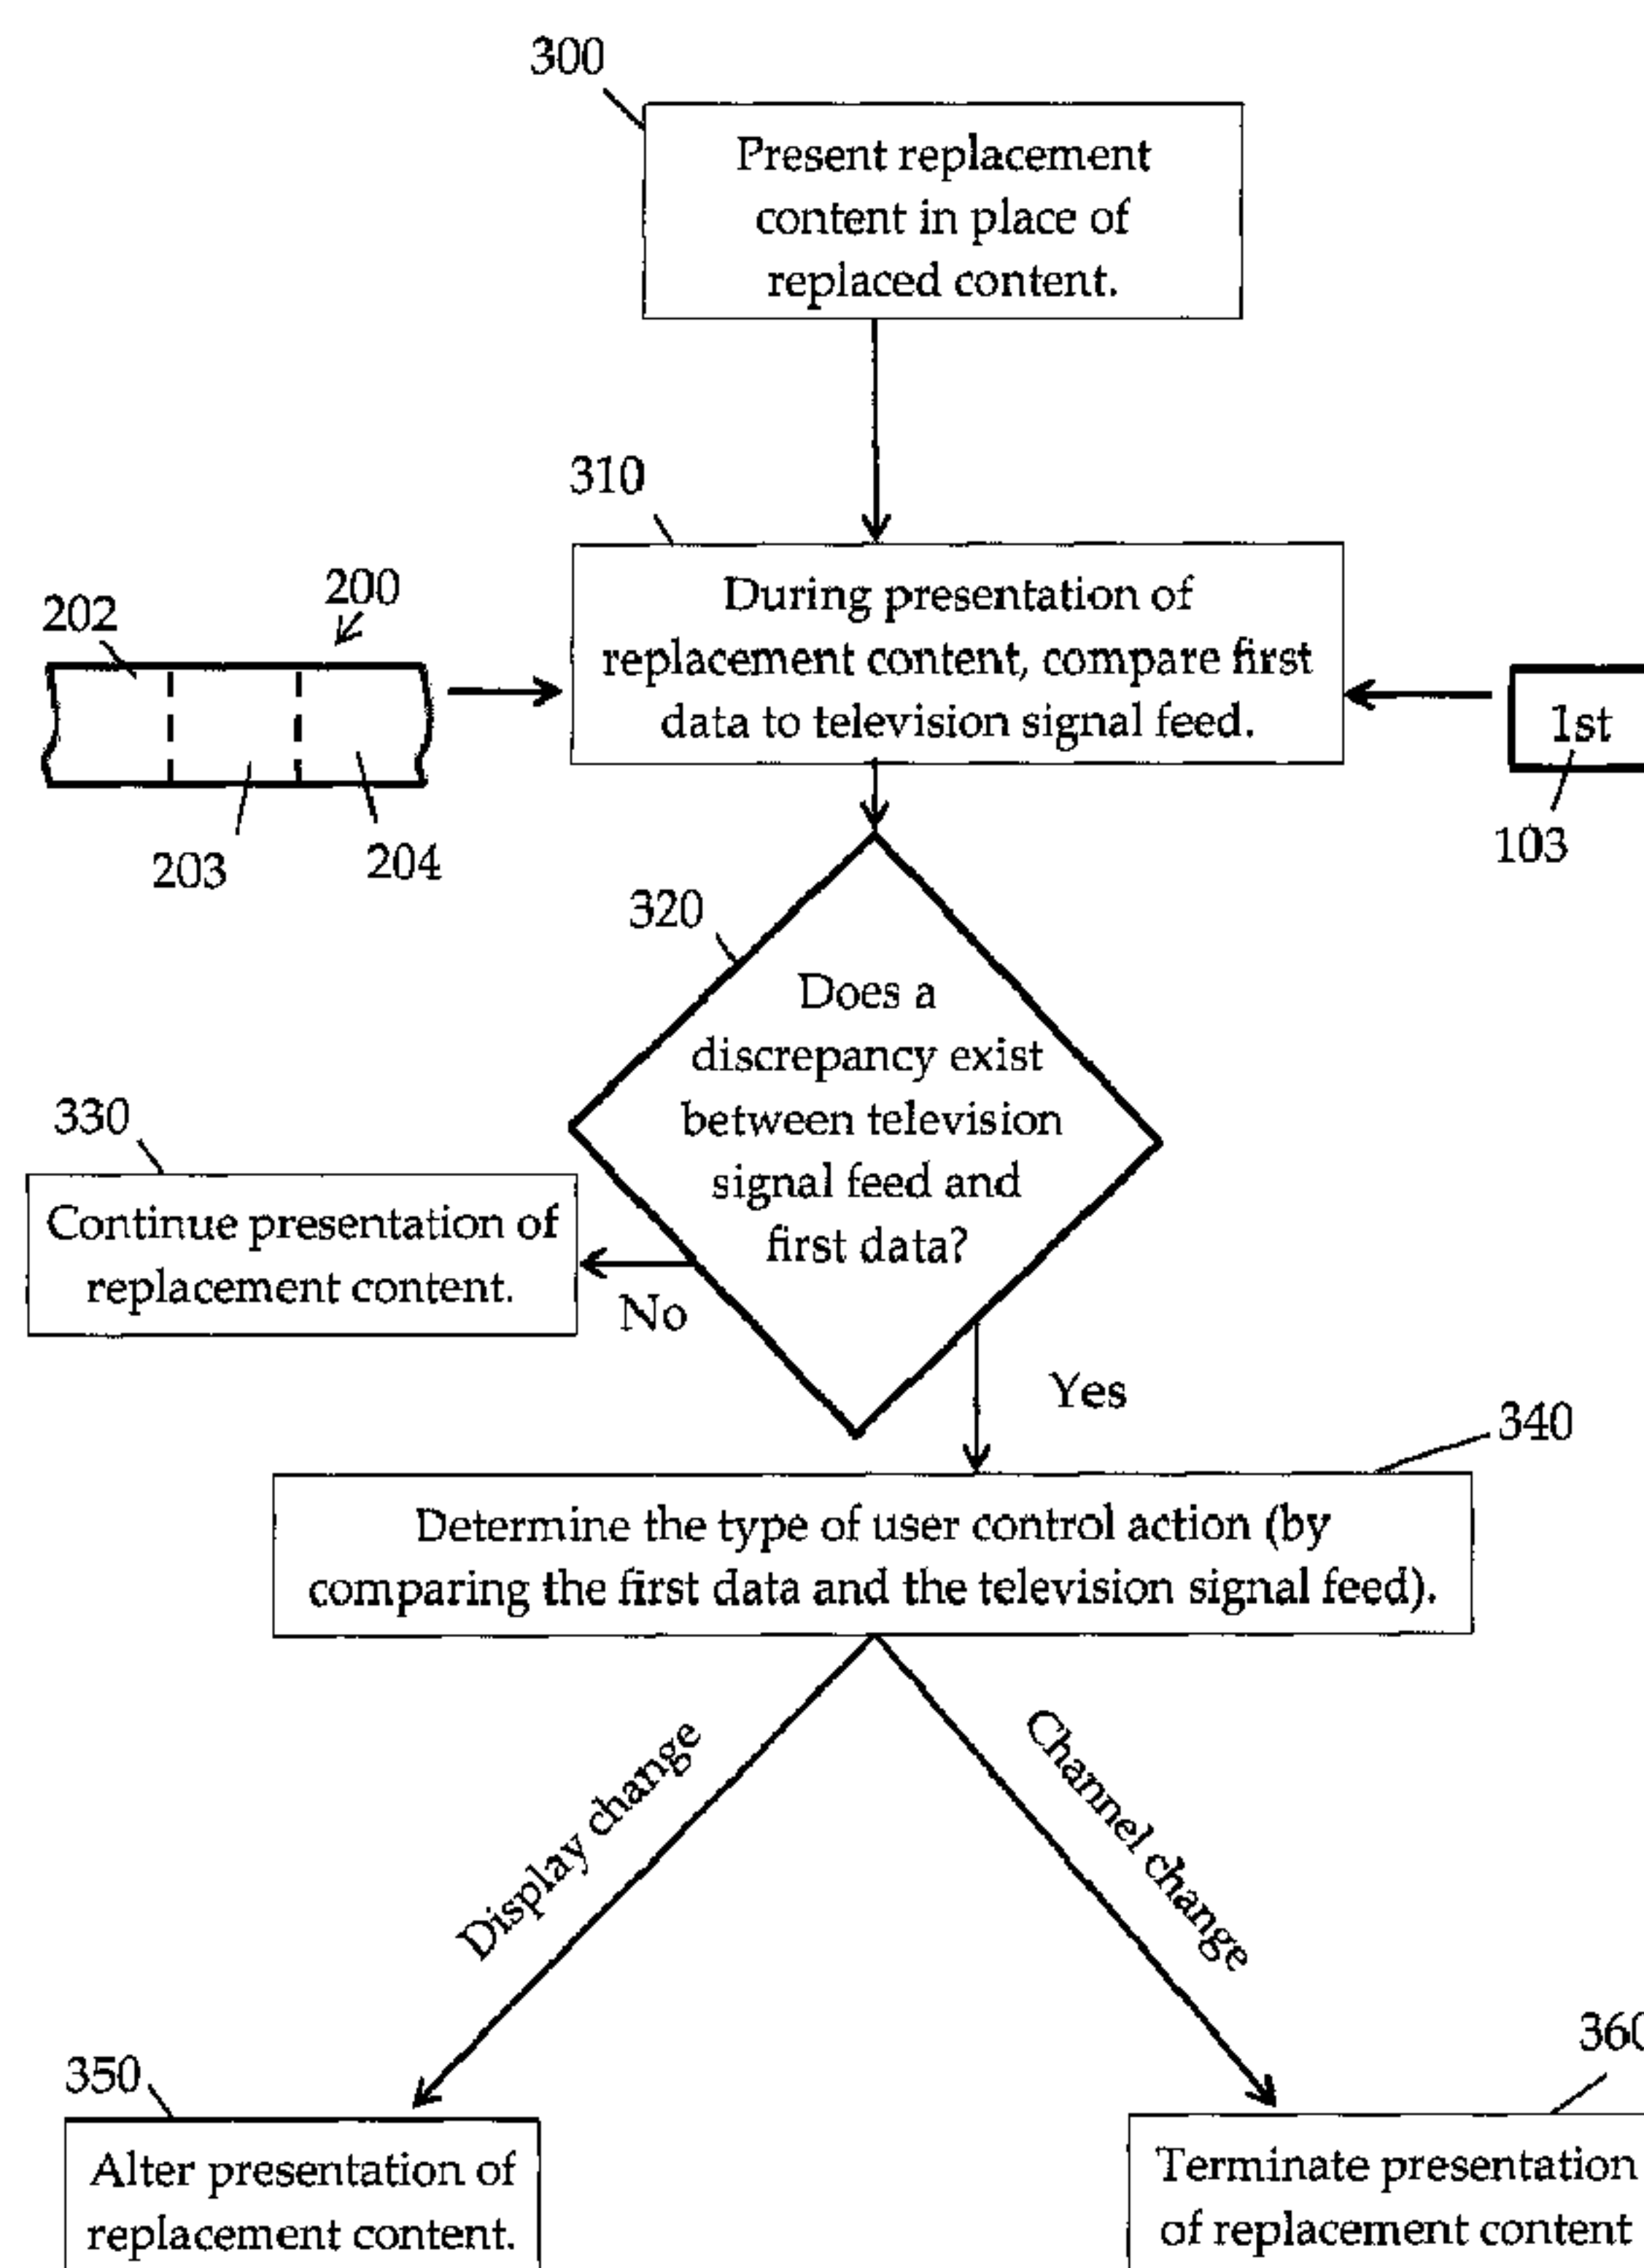 300
Present replacement
content in place of
replaced content.
310
During presentation of
replacement content, compare first
data to television signal feed.
202
200
203
204
1st
103
320
Does a
discrepancy exist
between television
signal feed and
first data?
330
Continue presentation of
replacement content.
No
Yes
340
Determine the type of user control action (by
comparing the first data and the television signal feed).
Display change
Channel change
350
Alter presentation of
replacement content.
360
Terminate presentation
of replacement content